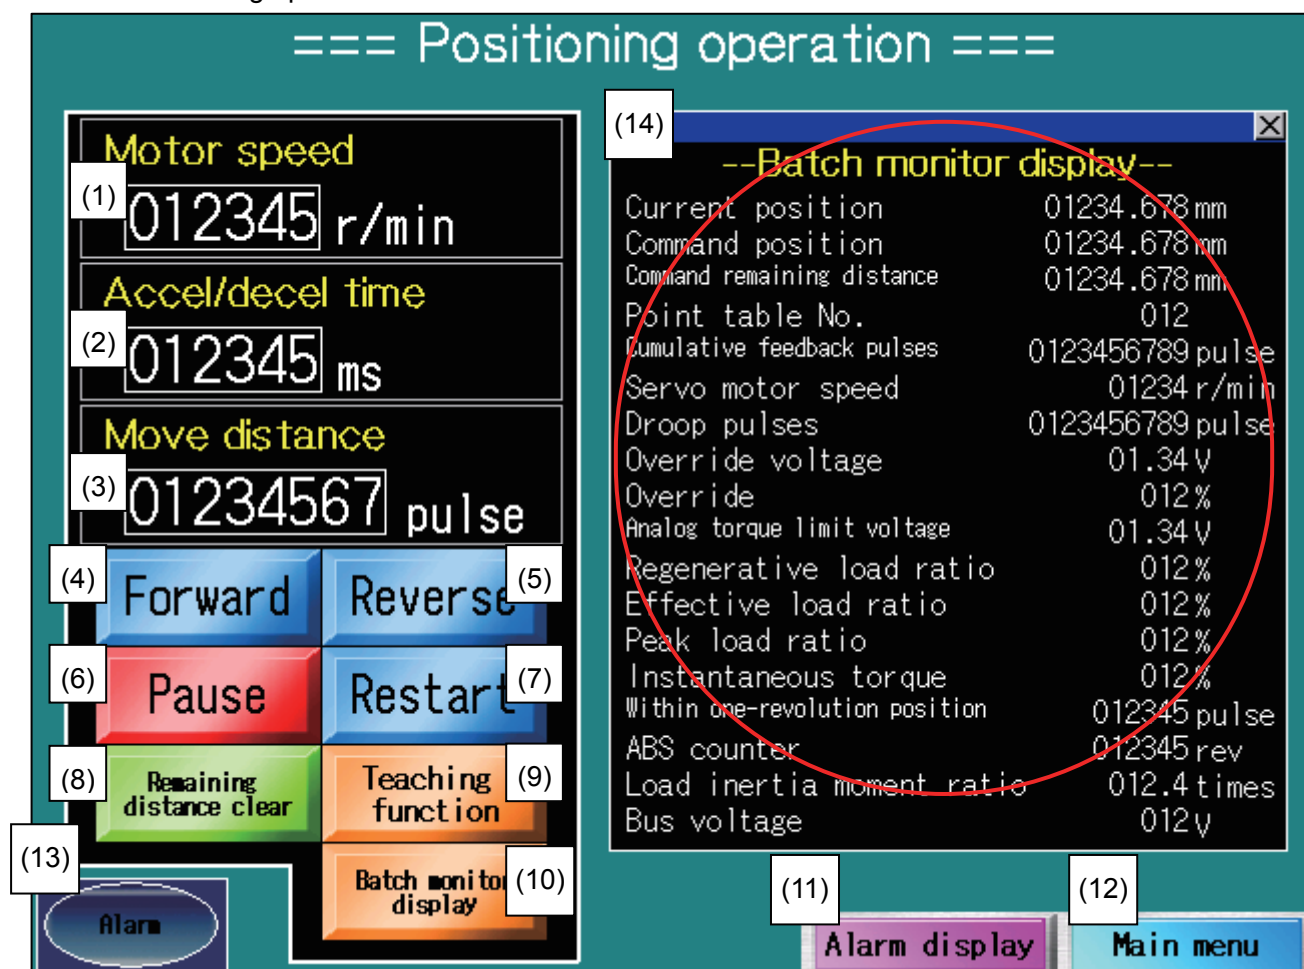 === Positioning operation ===
(1)
Motor speed
012345 r/min
(2)
Accel/decel time
012345 ms
(3)
Move distance
01234567 pulse
(4)
Forward
Reverse
(5)
(6)
Pause
Restart
(7)
(8)
Remaining
distance clear
Teaching
function
(9)
Batch monitor
display
(10)
(13)
Alarm
(14)
--Batch monitor display--
Current position 01234.678 mm
Command position 01234.678 mm
Command remaining distance 01234.678 mm
Point table No. 012
Cumulative feedback pulses 0123456789 pulse
Servo motor speed 01234 r/min
Droop pulses 0123456789 pulse
Override voltage 01.34 V
Override 012 %
Analog torque limit voltage 01.34 V
Regenerative load ratio 012 %
Effective load ratio 012 %
Peak load ratio 012 %
Instantaneous torque 012 %
Within one-revolution position 012345 pulse
ABS counter 012345 rev
Load inertia moment ratio 012.4 times
Bus voltage 012 V
(11)
Alarm display
(12)
Main menu